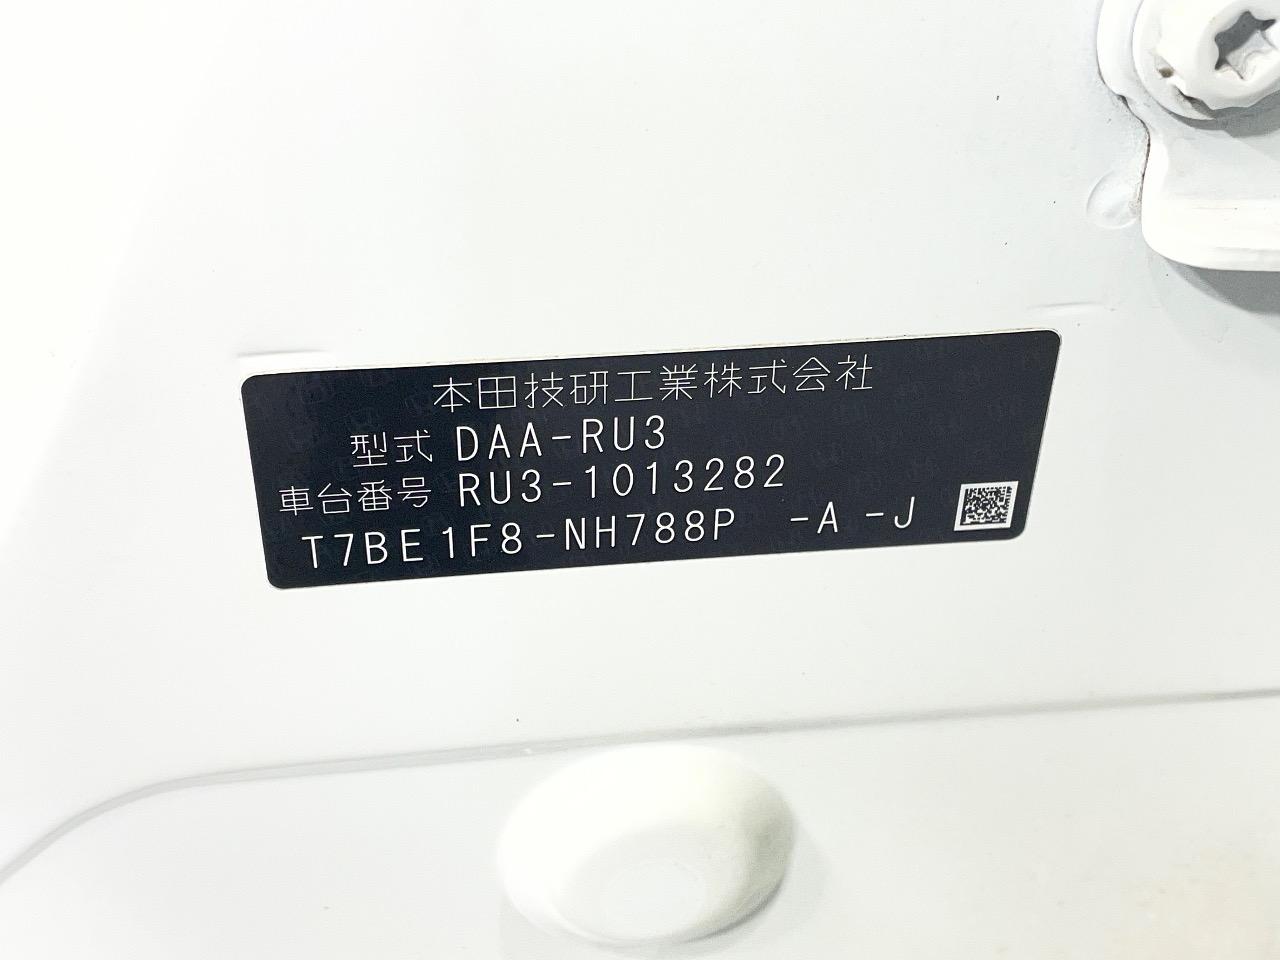 本田技研工業株式会社
型式 DAA-RU3
車台番号 RU3-1013282
T7BE1F8-NH788P -A -J